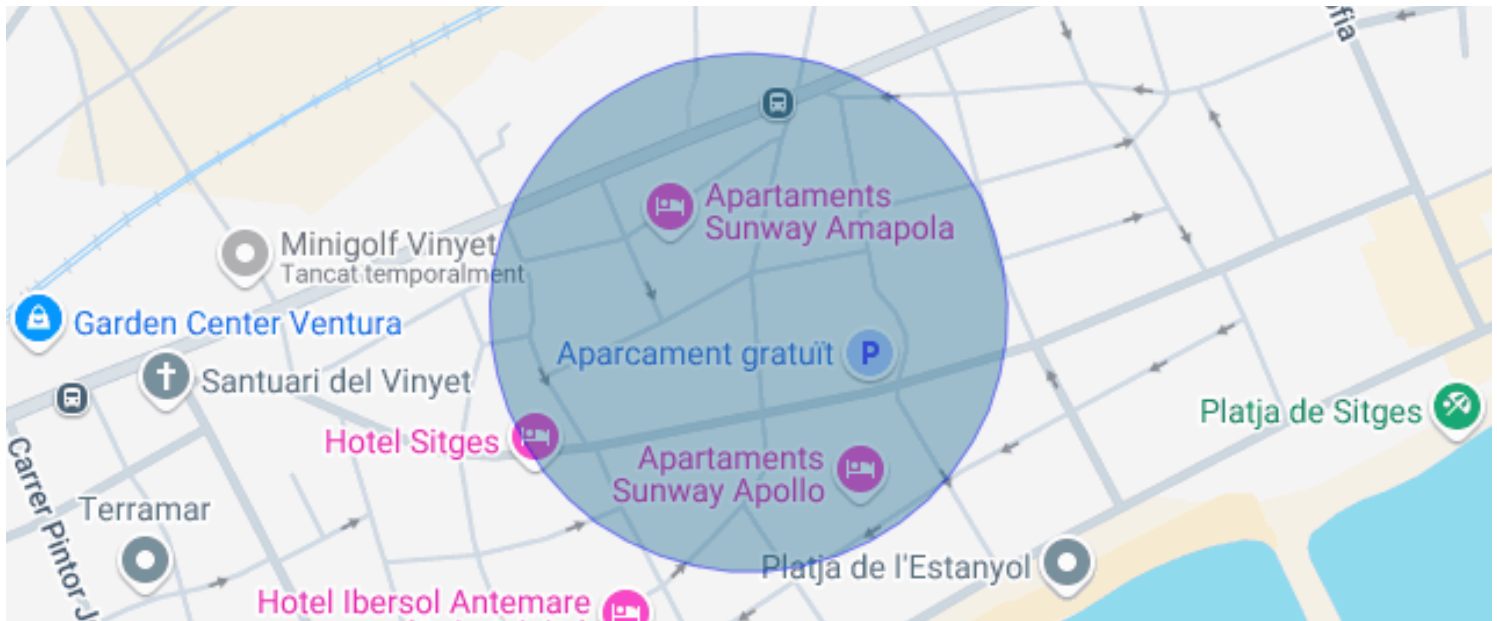 ofia
Apartaments
Sunway Amapola
Minigolf Vinyet
Tancat temporalment
Garden Center Ventura
Aparcament gratuït
P
Santuari del Vinyet
Platja de Sitges
Hotel Sitges
Apartaments
Sunway Apollo
Carrer Pintor J
Terramar
Platja de l'Estanyol
Hotel Ibersol Antemare